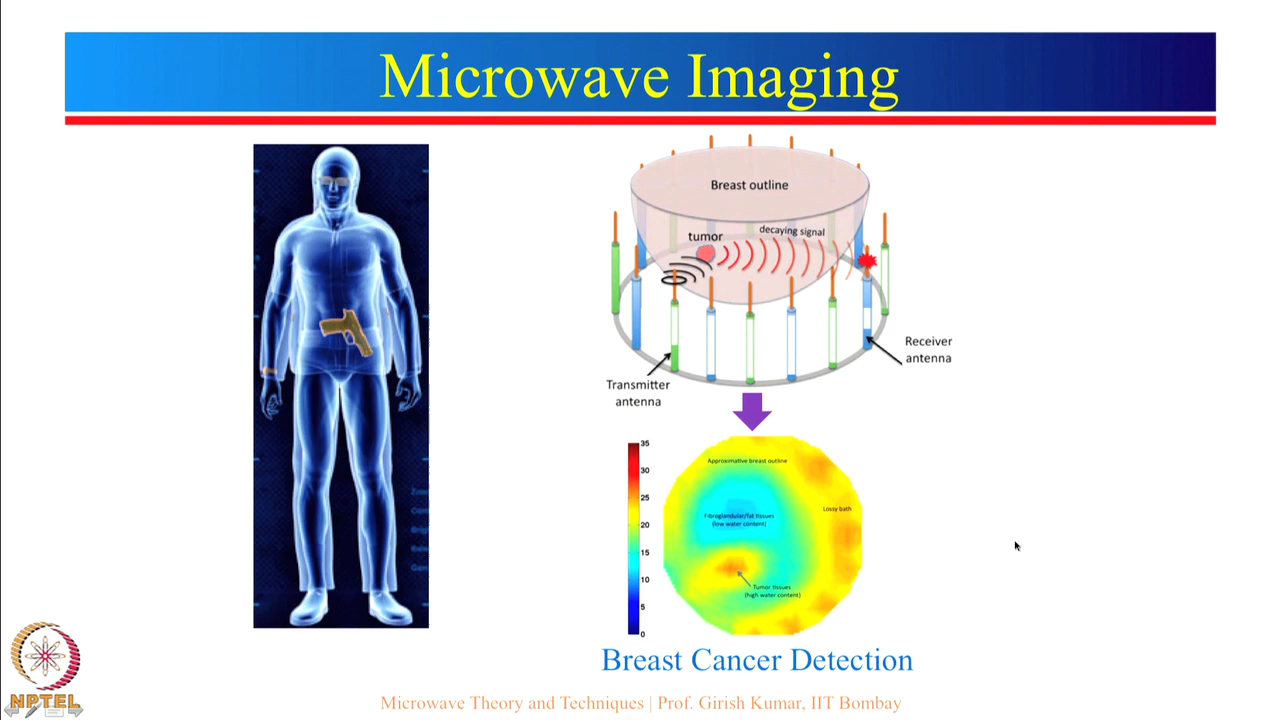 Microwave Imaging
Breast outline
tumor
decaying signal
Receiver
antenna
Transmitter
antenna
35
30
25
20
15
10
5
0
Approximative breast outline
Lossy bath
Fibroglandular/fat tissues
(low water content)
Tumor tissues
(high water content)
Breast Cancer Detection
NPTEL
Microwave Theory and Techniques | Prof. Girish Kumar, IIT Bombay